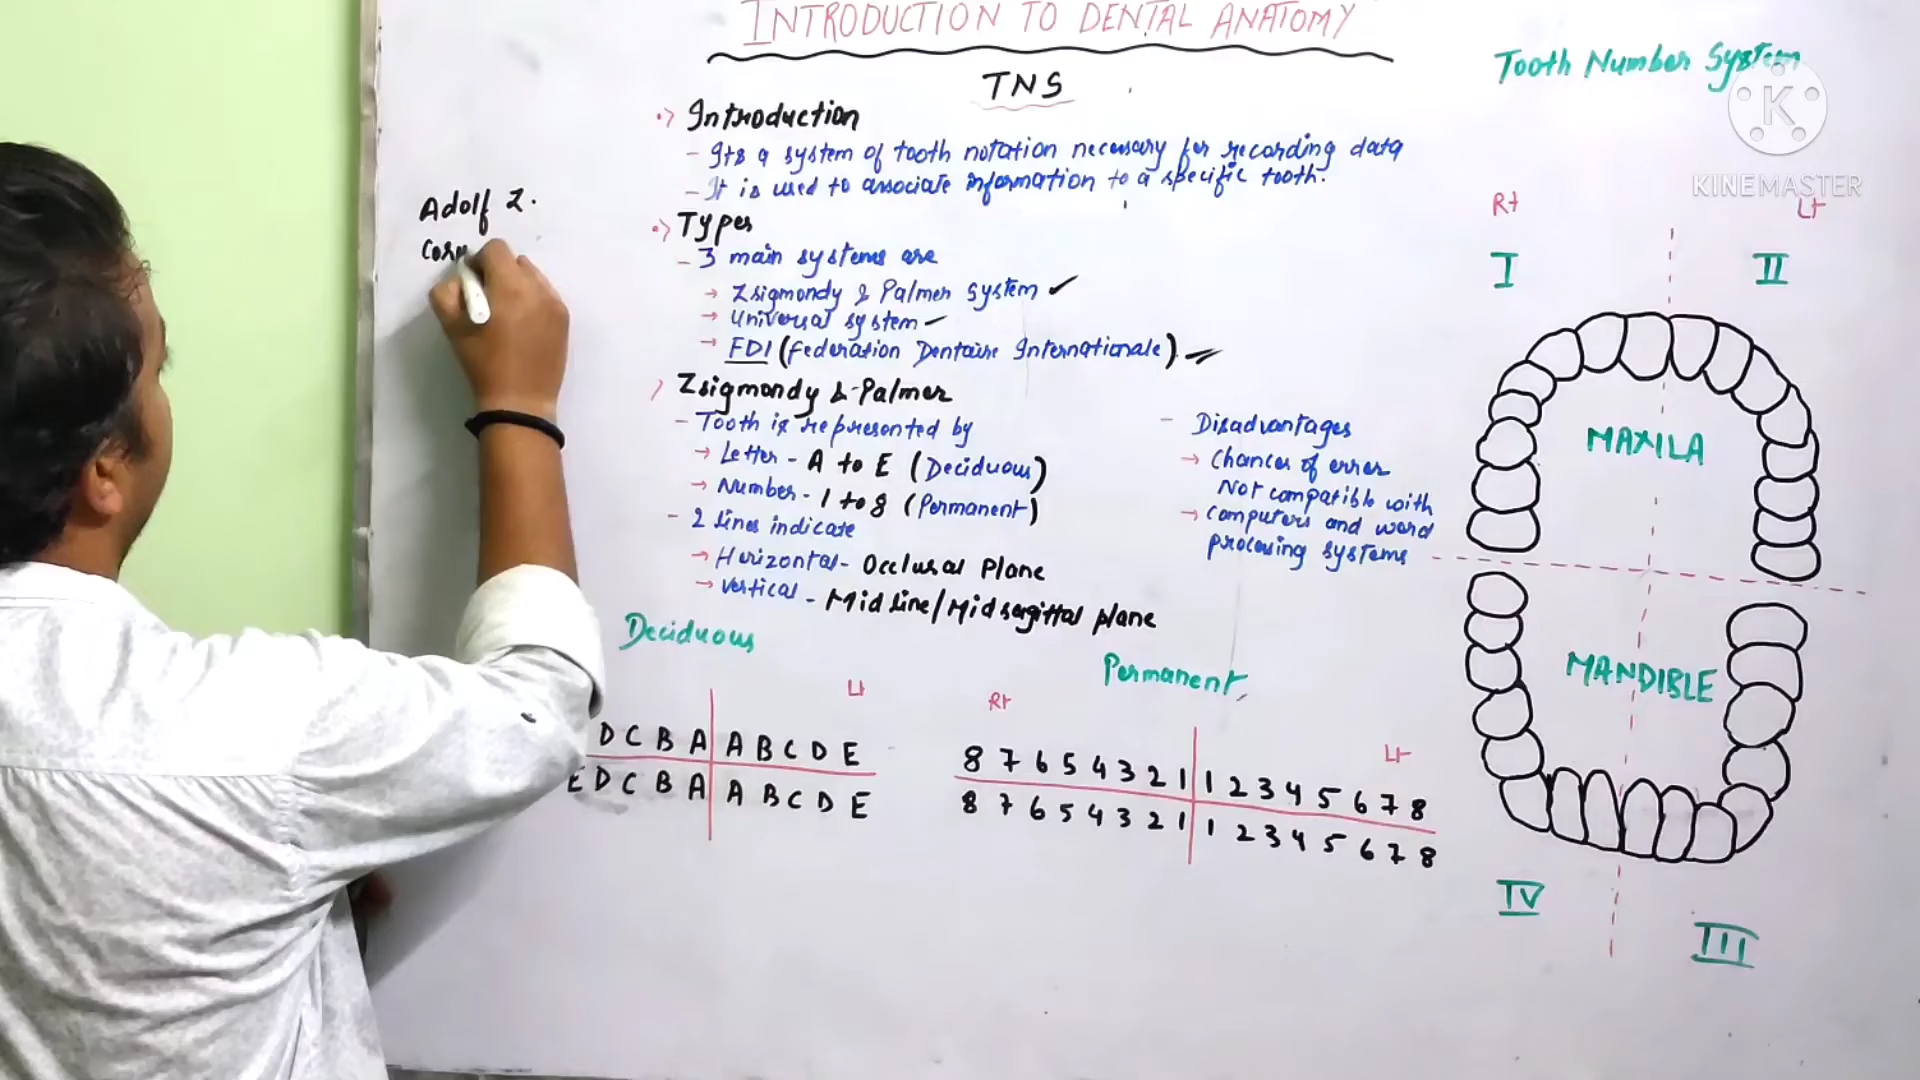 INTRODUCTION TO DENTAL ANATOMY
TNS
Introduction
- Its a system of tooth notation necessary for recording data
- It is used to associate information to a specific tooth.
Types
- 3 main systems are
→ Zsigmondy & Palmer system ✓
→ Universal system
→ FDI (Federation Dentaire Internationale)
Zsigmondy & Palmer
- Tooth is represented by
→ Letter - A to E (Deciduous)
→ Number - 1 to 8 (Permanent)
- 2 lines indicate
→ Horizontal - Occlusal Plane
→ Vertical - Midline/Midsagittal plane
- Disadvantages
→ Chances of error
Not compatible with
→ computers and word
processing systems
Adolf Z.
Deciduous
Lt
D C B A A B C D E
E D C B A A B C D E
Permanent
Rt
Lt
8 7 6 5 4 3 2 1 1 2 3 4 5 6 7 8
8 7 6 5 4 3 2 1 1 2 3 4 5 6 7 8
Tooth Number System
K
KINEMASTER
Rt
Lt
I
II
MAXILA
MANDIBLE
IV
III